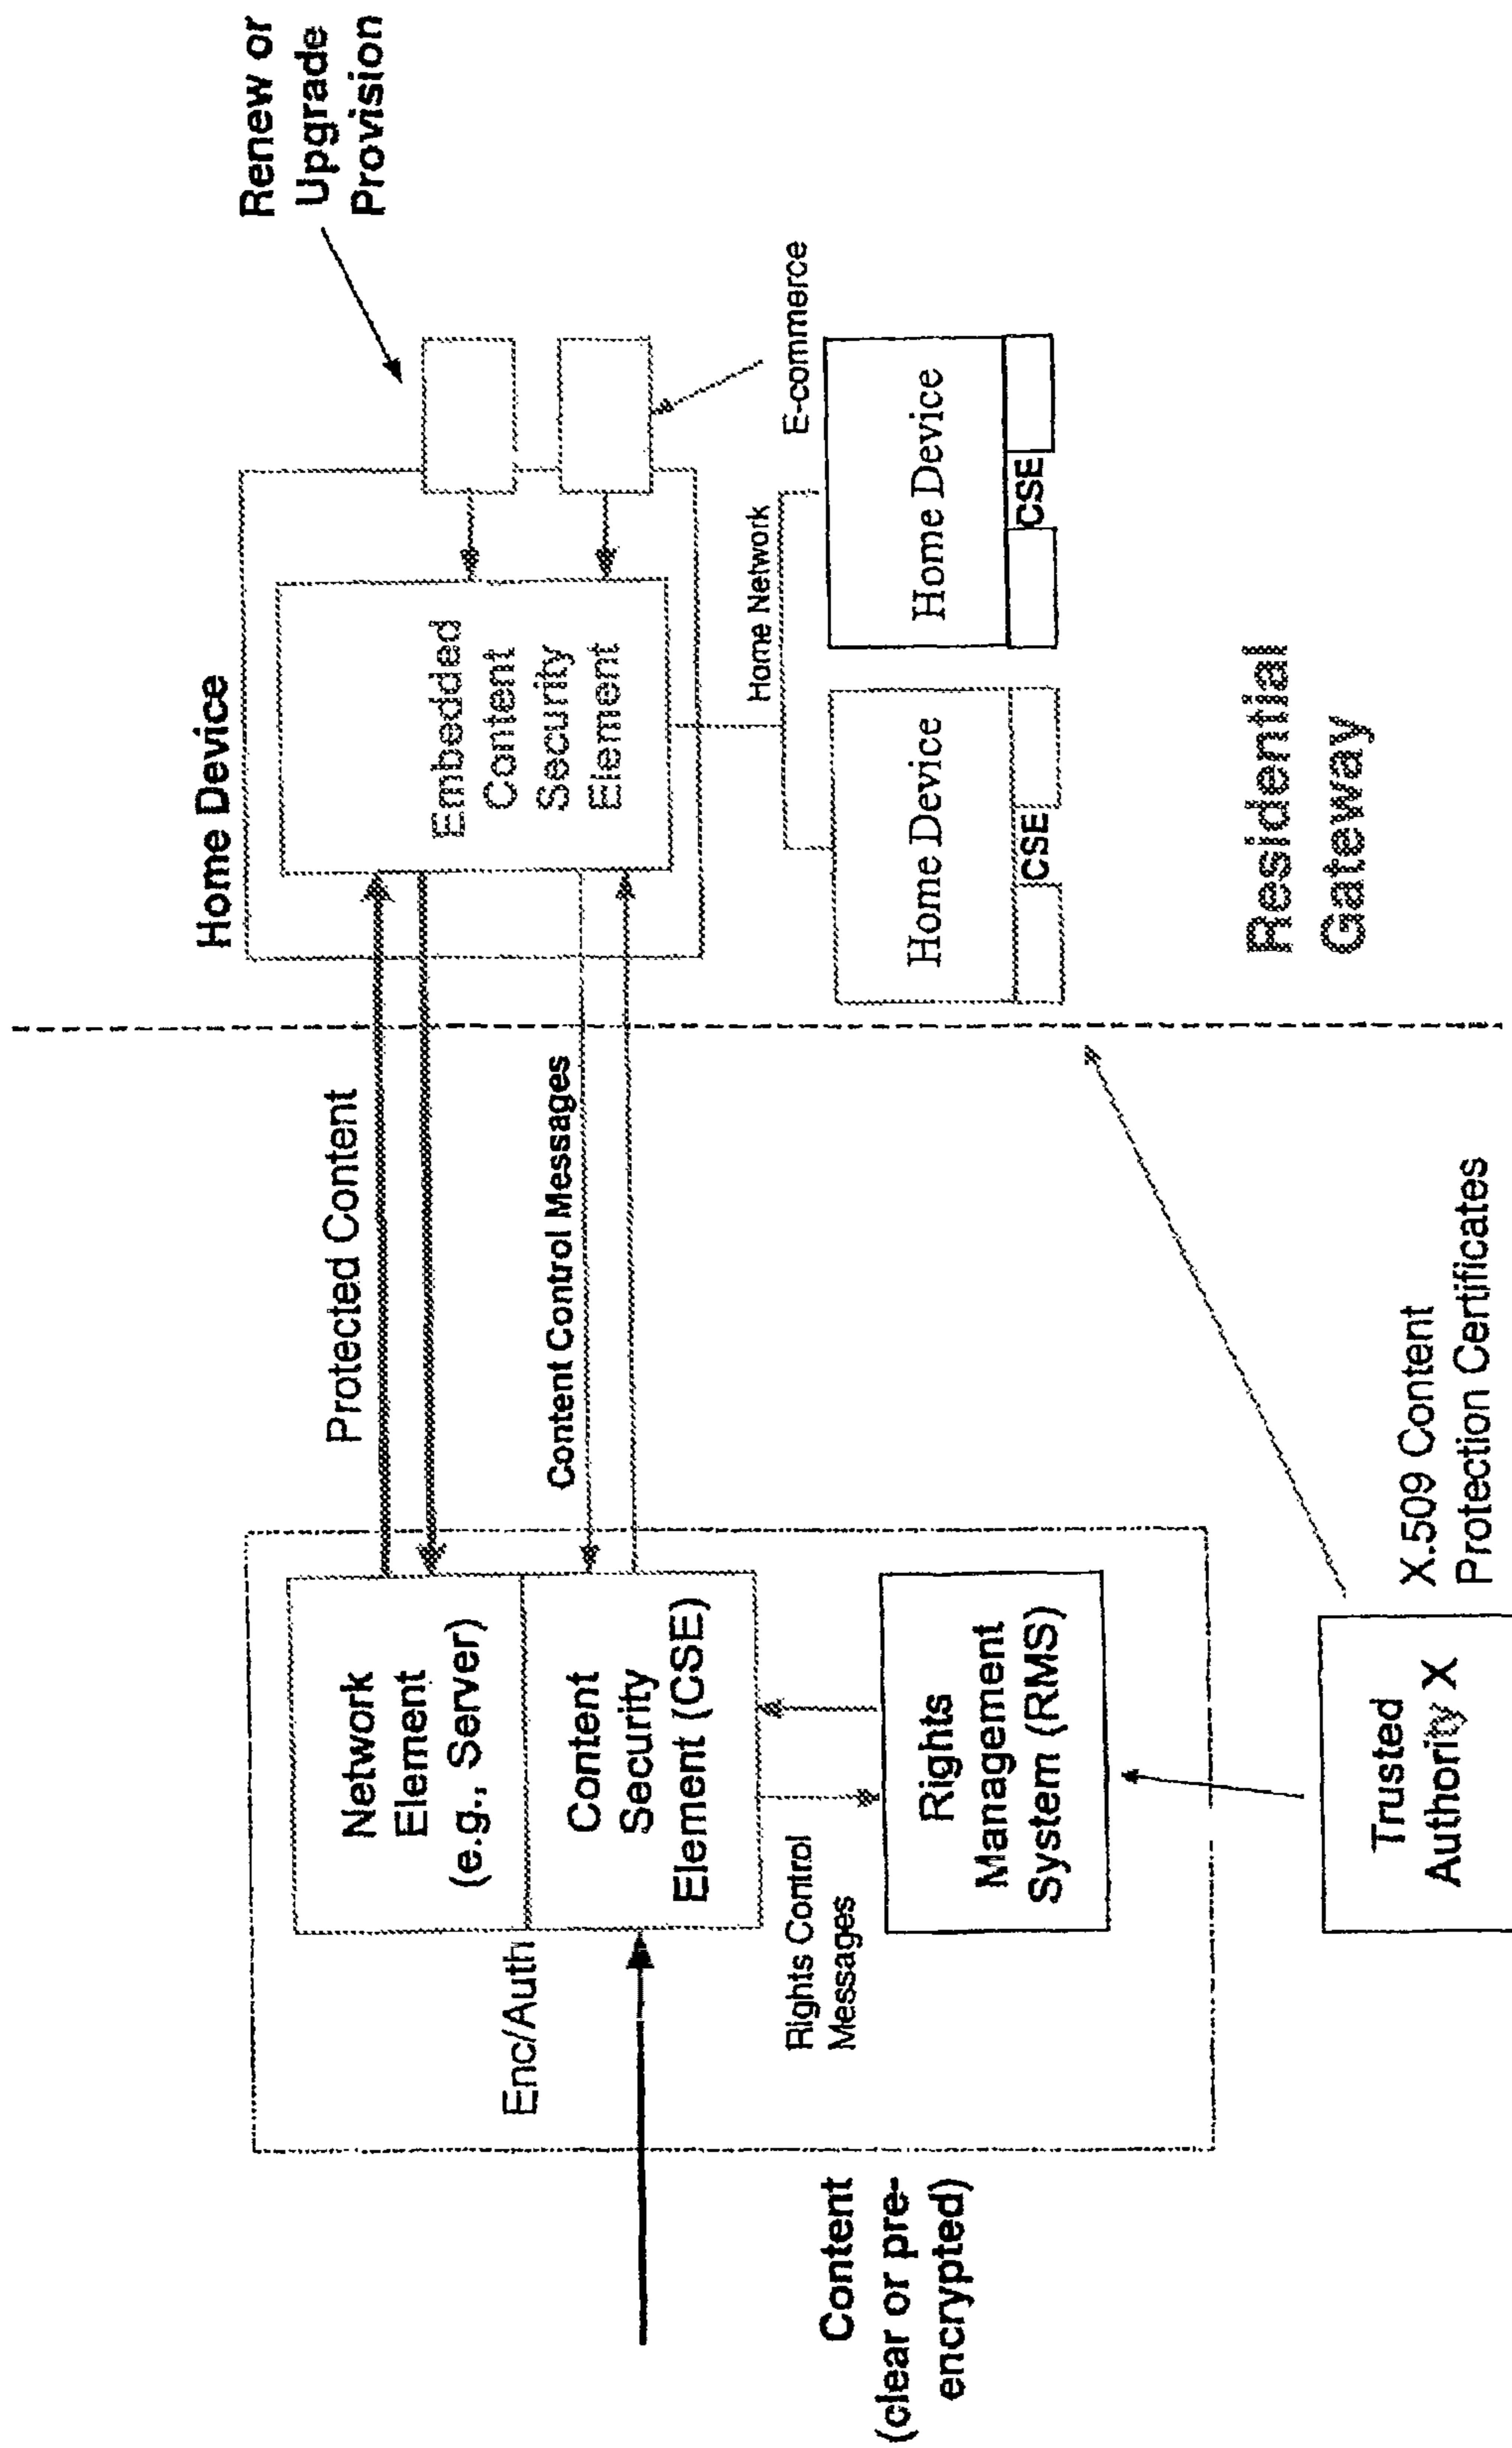 Home Device
Renew or
Upgrade
Provision
Protected Content
Network
Element
(e.g., Server)
Embedded
Content
Security
Element
Enc/Auth
Content Control Messages
Content
Security
Element (CSE)
Home Network
E-commerce
Rights Control
Messages
Content
(clear or pre-
encrypted)
Rights
Management
System (RMS)
Home Device
CSE
Home Device
CSE
Residential
Gateway
Trusted
Authority X
X.509 Content
Protection Certificates